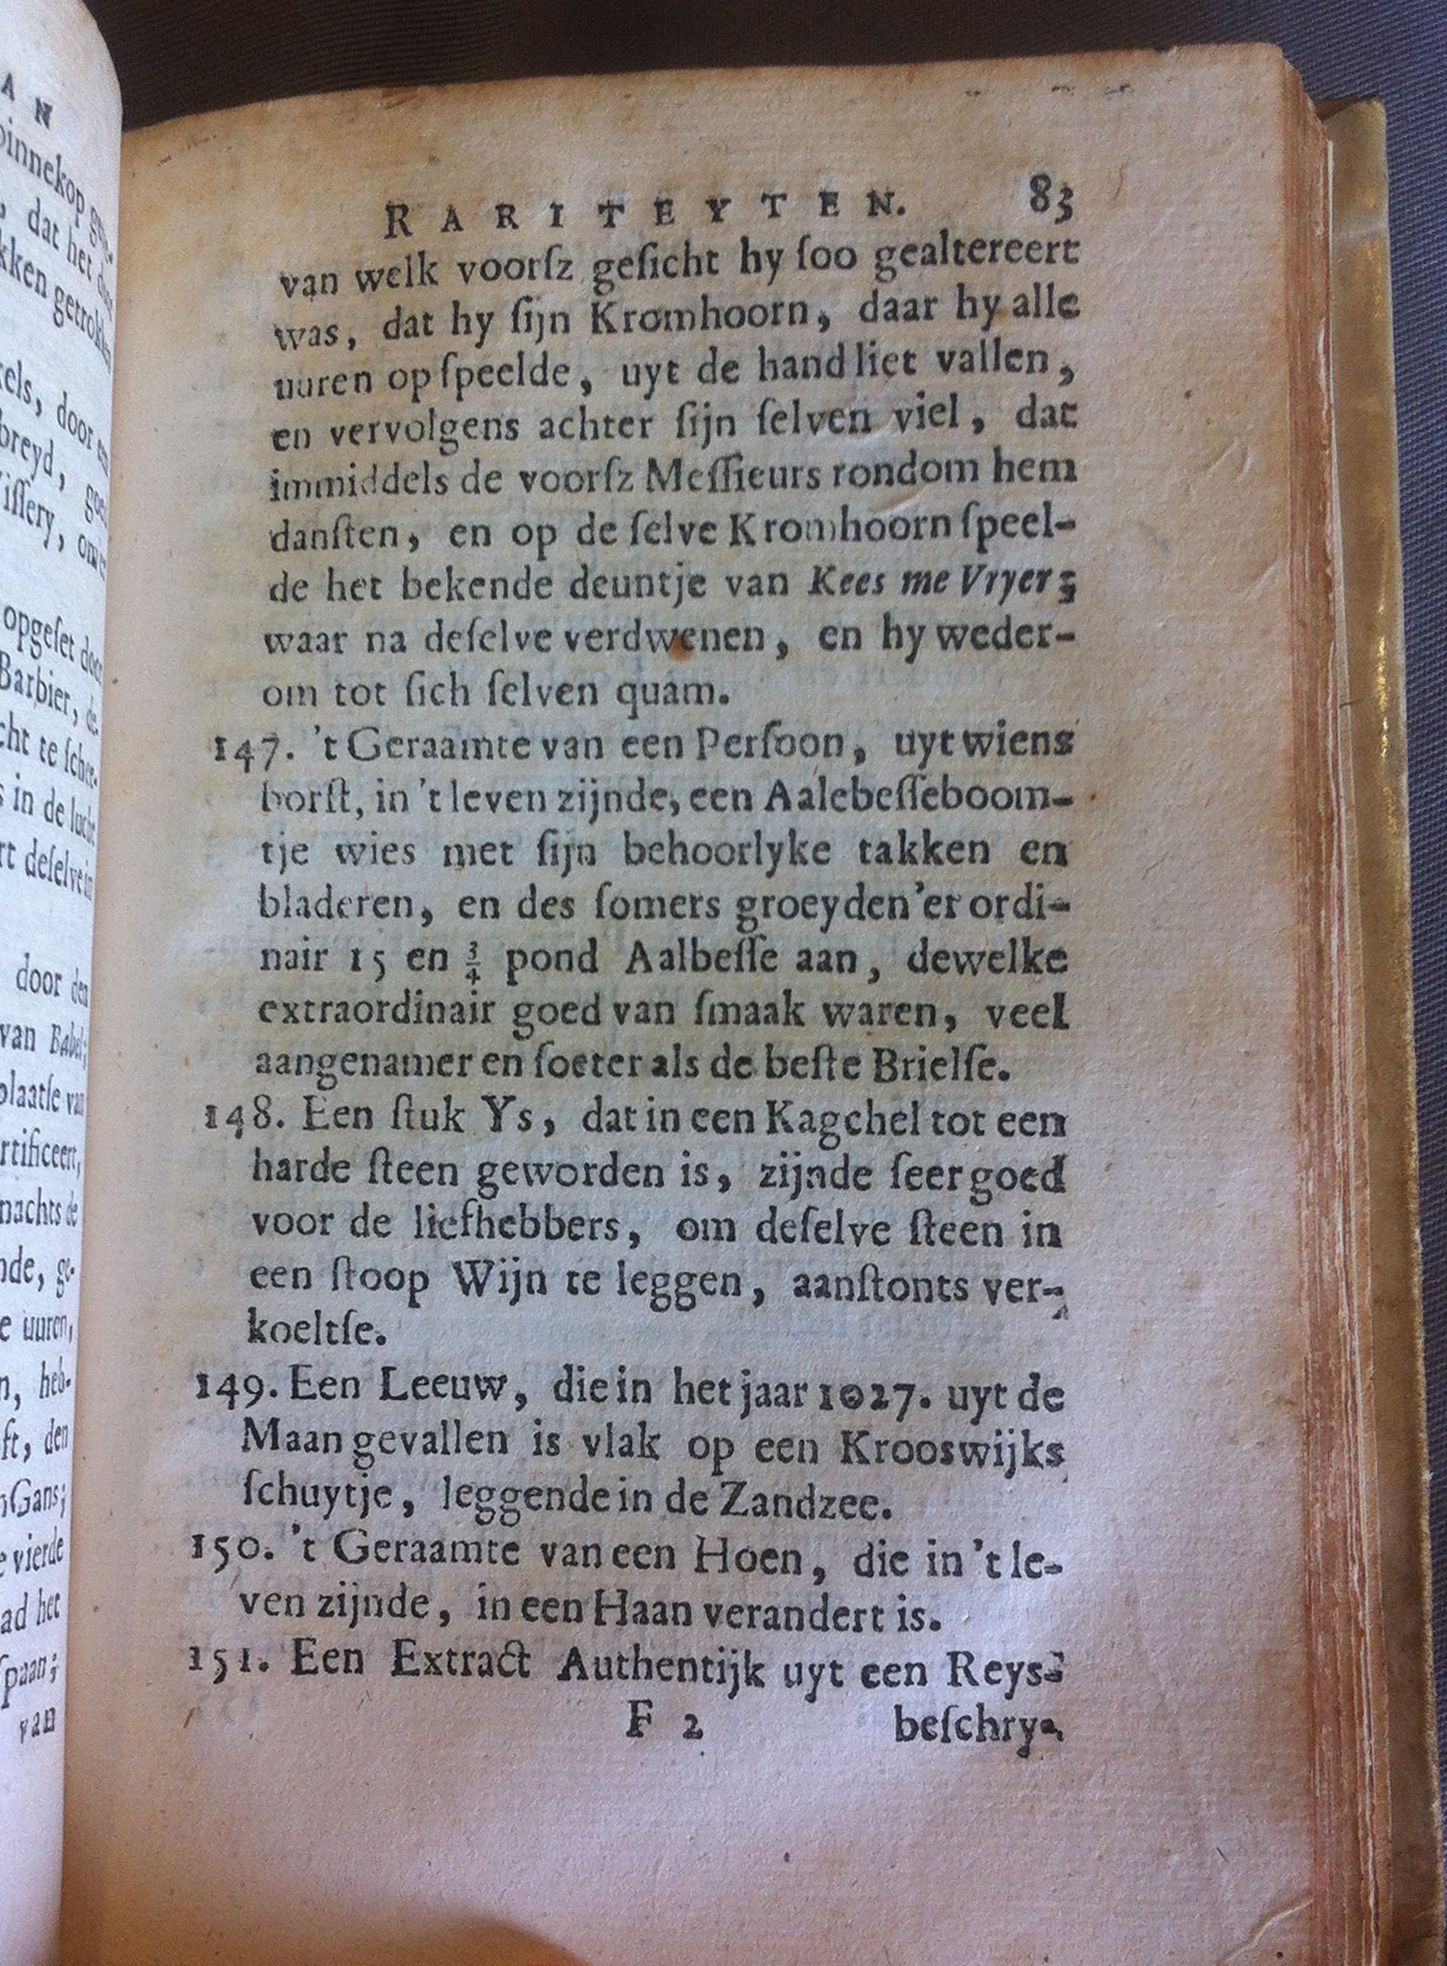 A N
dat het
kken getrokken
RARITEYTEN. 83
van welk voorſz geſicht hy ſoo gealtereert
was, dat hy ſijn Kromhoorn, daar hy alle
uuren op ſpeelde, uyt de hand liet vallen,
en vervolgens achter ſijn ſelven viel, dat
immiddels de voorſz Meſſieurs rondom hem
danſten, en op de ſelve Kromhoorn ſpeel-
de het bekende deuntje van Kees me Vryer;
waar na deſelve verdwenen, en hy weder-
om tot ſich ſelven quam.
147. 't Geraamte van een Perſoon, uyt wiens
borſt, in 't leven zijnde, een Aalebeſſeboom-
tje wies met ſijn behoorlyke takken en
bladeren, en des ſomers groeyden'er ordi-
nair 15 en ¾ pond Aalbeſſe aan, dewelke
extraordinair goed van ſmaak waren, veel
aangenamer en ſoeter als de beſte Brielſe.
148. Een ſtuk Ys, dat in een Kagchel tot een
harde ſteen geworden is, zijnde ſeer goed
voor de liefhebbers, om deſelve ſteen in
een ſtoop Wijn te leggen, aanſtonts ver-
koeltſe.
149. Een Leeuw, die in het jaar 1027. uyt de
Maan gevallen is vlak op een Krooswijks
ſchuytje, leggende in de Zandzee.
150. 't Geraamte van een Hoen, die in 't le-
ven zijnde, in een Haan verandert is.
151. Een Extract Authentijk uyt een Reys-
F 2 beſchry-